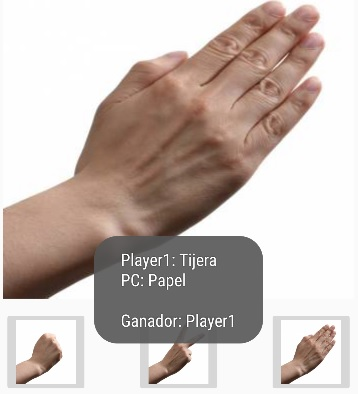 Player1: Tijera
PC: Papel
Ganador: Player1